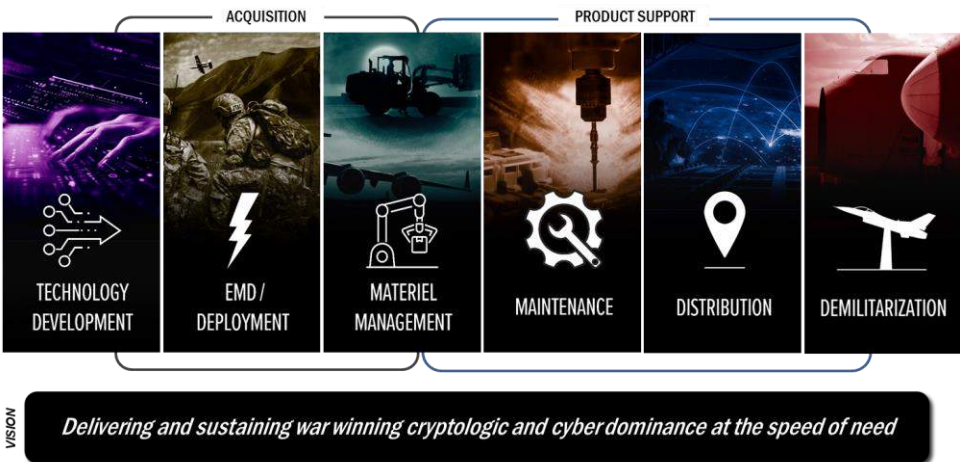 ACQUISITION
PRODUCT SUPPORT
TECHNOLOGY
DEVELOPMENT
EMD /
DEPLOYMENT
MATERIEL
MANAGEMENT
MAINTENANCE
DISTRIBUTION
DEMILITARIZATION
VISION
Delivering and sustaining war winning cryptologic and cyber dominance at the speed of need